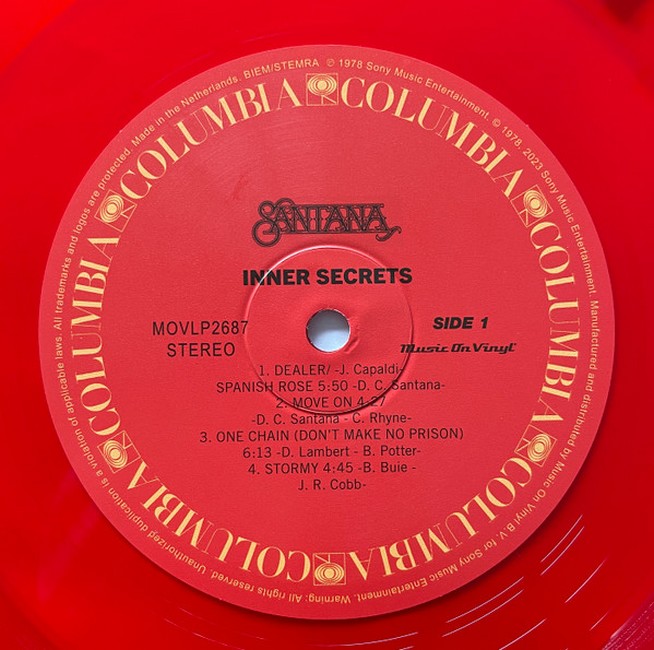 All trademarks and logos are protected. Made in the Netherlands. BIEM/STEMRA ℗ 1978 Sony Music Entertainment. © 1978, 2023 Sony Music Entertainment. Manufactured and distributed by Music On Vinyl B.V. for Sony Music Entertainment. Warning: All rights reserved. Unauthorized duplication is a violation of applicable laws.
COLUMBIA COLUMBIA COLUMBIA COLUMBIA COLUMBIA COLUMBIA COLUMBIA COLUMBIA
SANTANA
INNER SECRETS
MOVLP2687
STEREO
SIDE 1
Music On Vinyl
1. DEALER/ -J. Capaldi-
SPANISH ROSE 5:50 -D. C. Santana-
2. MOVE ON 4:27
-D. C. Santana - C. Rhyne-
3. ONE CHAIN (DON'T MAKE NO PRISON)
6:13 -D. Lambert - B. Potter-
4. STORMY 4:45 -B. Buie -
J. R. Cobb-